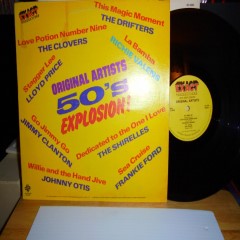 This Magic Moment
THE DRIFTERS
Love Potion Number Nine
THE CLOVERS
La Bamba
RICHIE VALENS
Stagger Lee
LLOYD PRICE
ORIGINAL ARTISTS
50's
EXPLOSION!
Go Jimmy Go
JIMMY CLANTON
Dedicated to the One I Love
THE SHIRELLES
Willie and the Hand Jive
JOHNNY OTIS
Sea Cruise
FRANKIE FORD